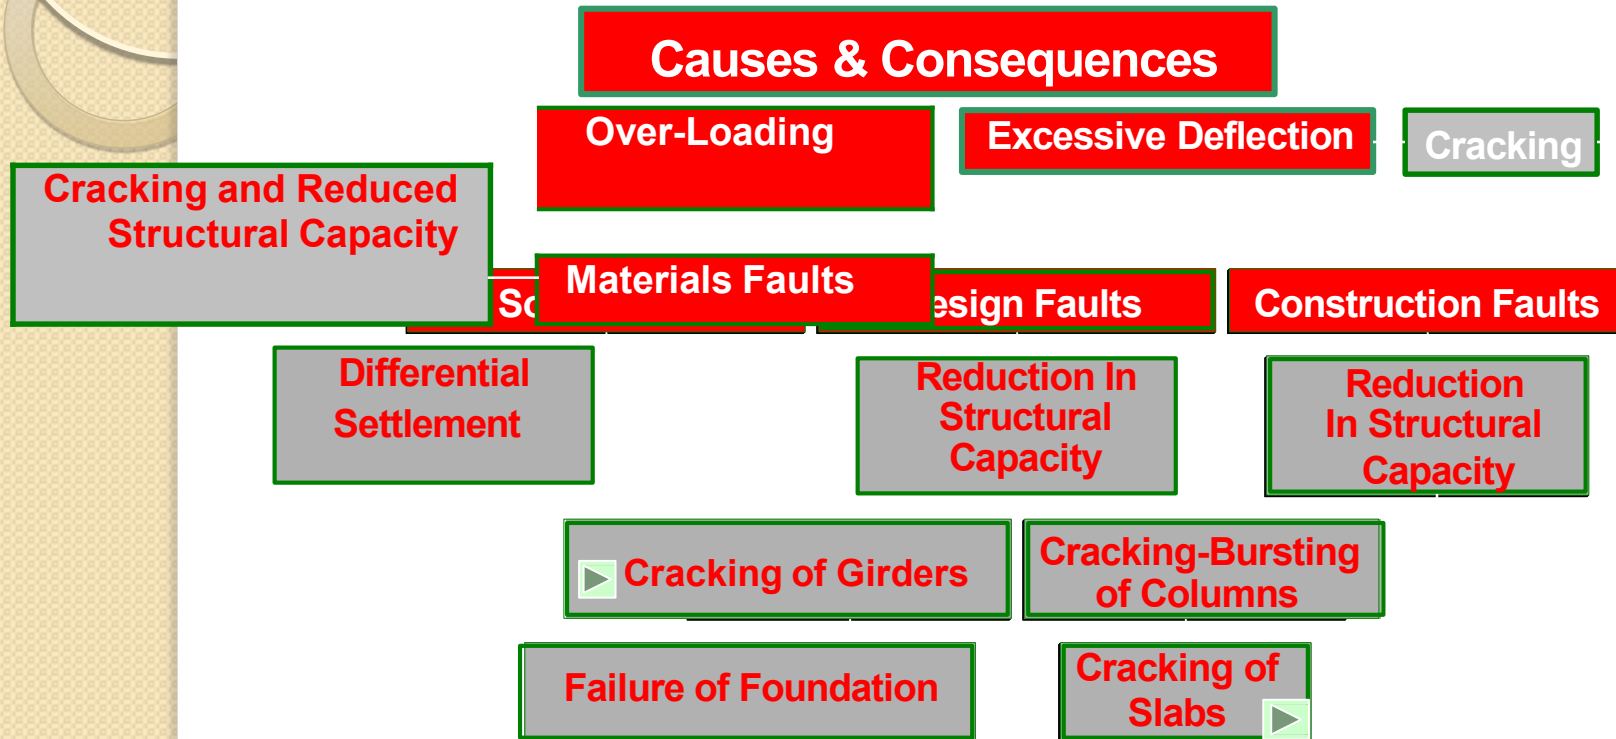 Causes & Consequences
Over-Loading
Excessive Deflection
Cracking
Cracking and Reduced
Structural Capacity
Materials Faults
esign Faults
Construction Faults
Differential
Settlement
Reduction In
Structural
Capacity
Reduction
In Structural
Capacity
Cracking of Girders
Cracking-Bursting
of Columns
Failure of Foundation
Cracking of
Slabs